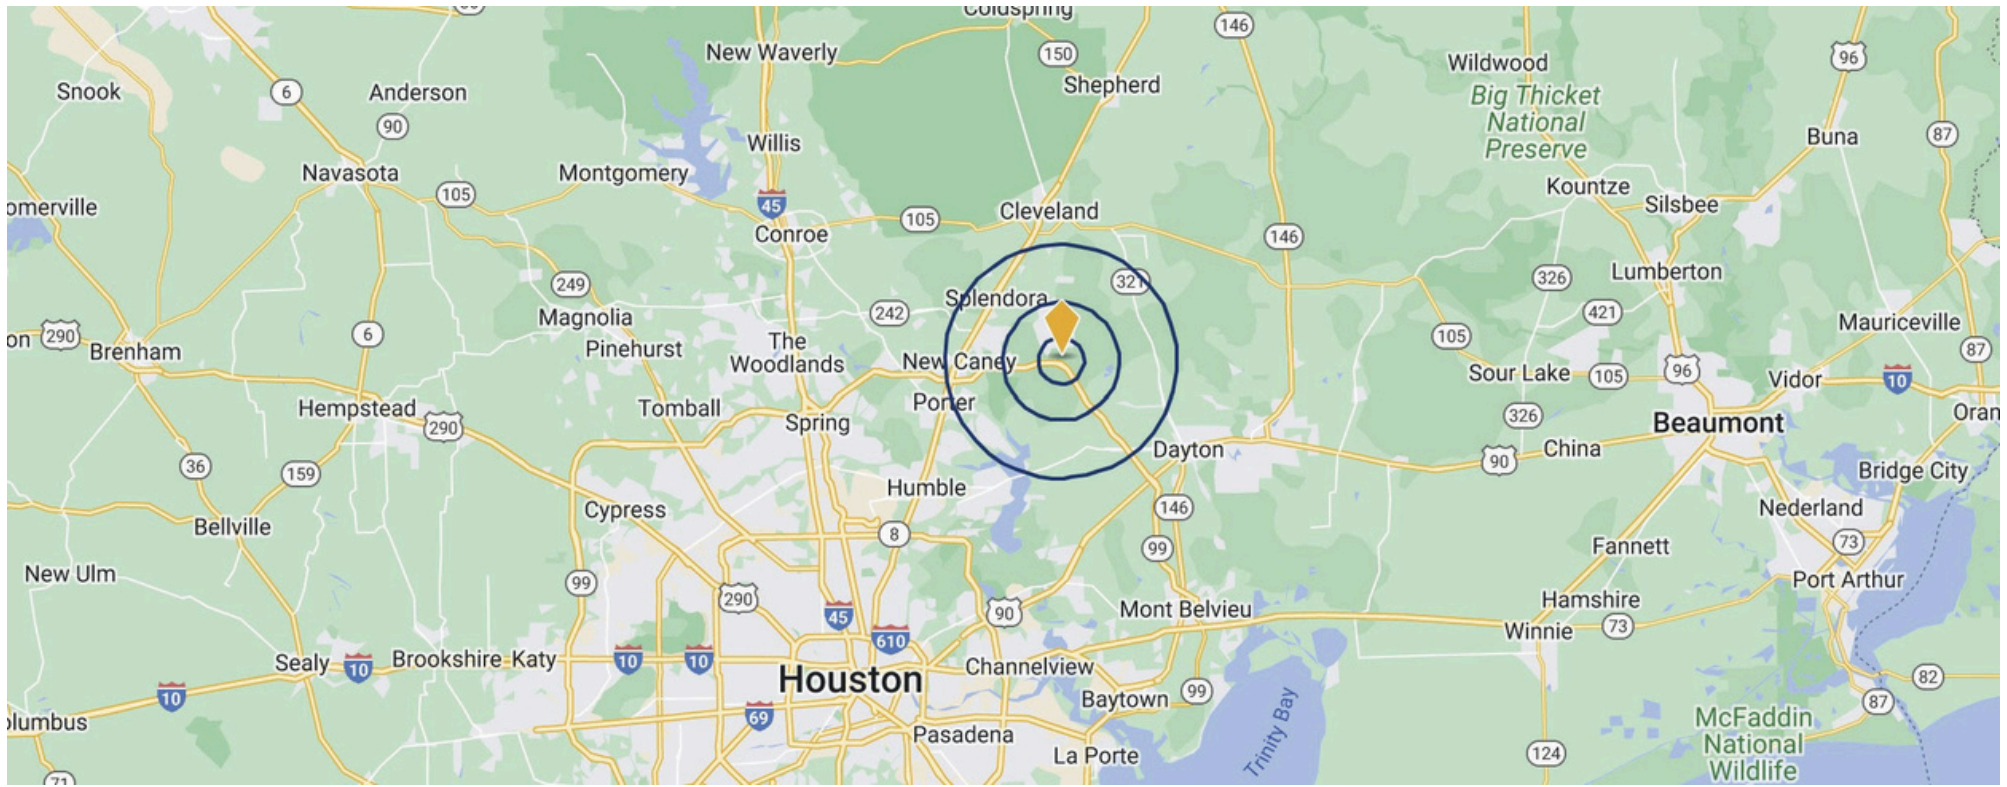 Coldspring
146
New Waverly
150
Wildwood
96
Shepherd
Snook
6
Anderson
Big Thicket
National
Preserve
90
87
Buna
Willis
Navasota
Montgomery
Kountze
105
45
Silsbee
omerville
Cleveland
105
Conroe
146
Lumberton
326
249
321
Splendora
242
421
Magnolia
Mauriceville
6
290
on
105
The
Woodlands
Pinehurst
87
Brenham
New Caney
Sour Lake
105
96
Vidor
10
Hempstead
Tomball
Porter
326
Oran
290
Spring
Beaumont
Dayton
China
90
36
159
Bridge City
Humble
Cypress
146
Nederland
Bellville
8
99
73
Fannett
New Ulm
99
290
Port Arthur
90
Mont Belvieu
Hamshire
45
610
Winnie
73
Sealy
10
Brookshire
Katy
10
10
Channelview
Houston
82
10
99
Baytown
87
69
olumbus
McFaddin
National
Wildlife
Pasadena
Trinity Bay
La Porte
124
71